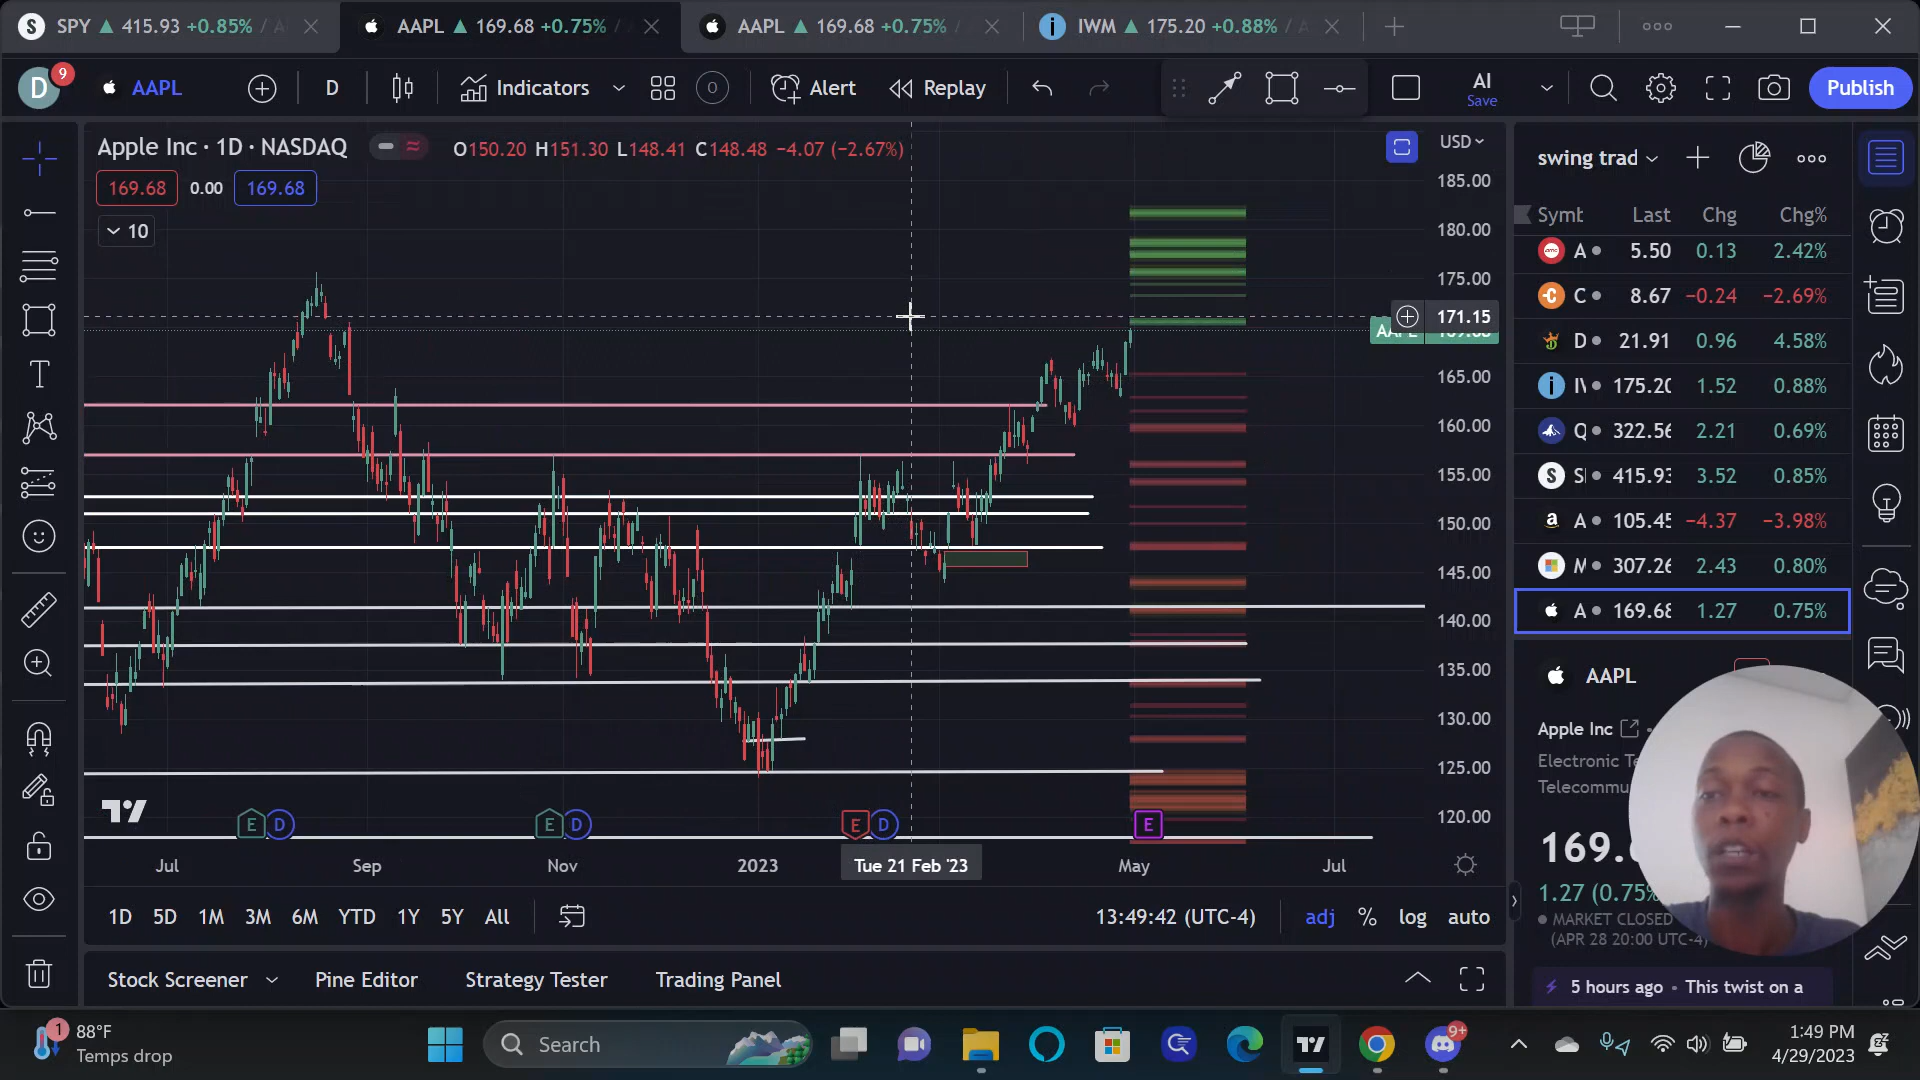 S SPY ▲ 415.93 +0.85% / A
AAPL ▲ 169.68 +0.75% /
AAPL ▲ 169.68 +0.75% /
i IWM ▲ 175.20 +0.88% / A
D 9 AAPL D Indicators Alert Replay AI Save Publish
Apple Inc · 1D · NASDAQ O150.20 H151.30 L148.41 C148.48 −4.07 (−2.67%)
169.68 0.00 169.68
10
USD
185.00
180.00
175.00
171.15
165.00
160.00
155.00
150.00
145.00
140.00
135.00
130.00
125.00
120.00
E D E D E D E
Jul Sep Nov 2023 Tue 21 Feb '23 May Jul
1D 5D 1M 3M 6M YTD 1Y 5Y All 13:49:42 (UTC-4) adj % log auto
Stock Screener Pine Editor Strategy Tester Trading Panel
swing trad
Symb Last Chg Chg%
A 5.50 0.13 2.42%
C 8.67 −0.24 −2.69%
D 21.91 0.96 4.58%
175.20 1.52 0.88%
Q 322.56 2.21 0.69%
S 415.93 3.52 0.85%
A 105.45 −4.37 −3.98%
M 307.26 2.43 0.80%
A 169.68 1.27 0.75%
AAPL
Apple Inc
Electronic Te
Telecommu
169.
1.27 (0.75%
MARKET CLOSED
(APR 28 20:00 UTC-4)
5 hours ago · This twist on a
1 88°F
Temps drop
Search
9+
1:49 PM
4/29/2023